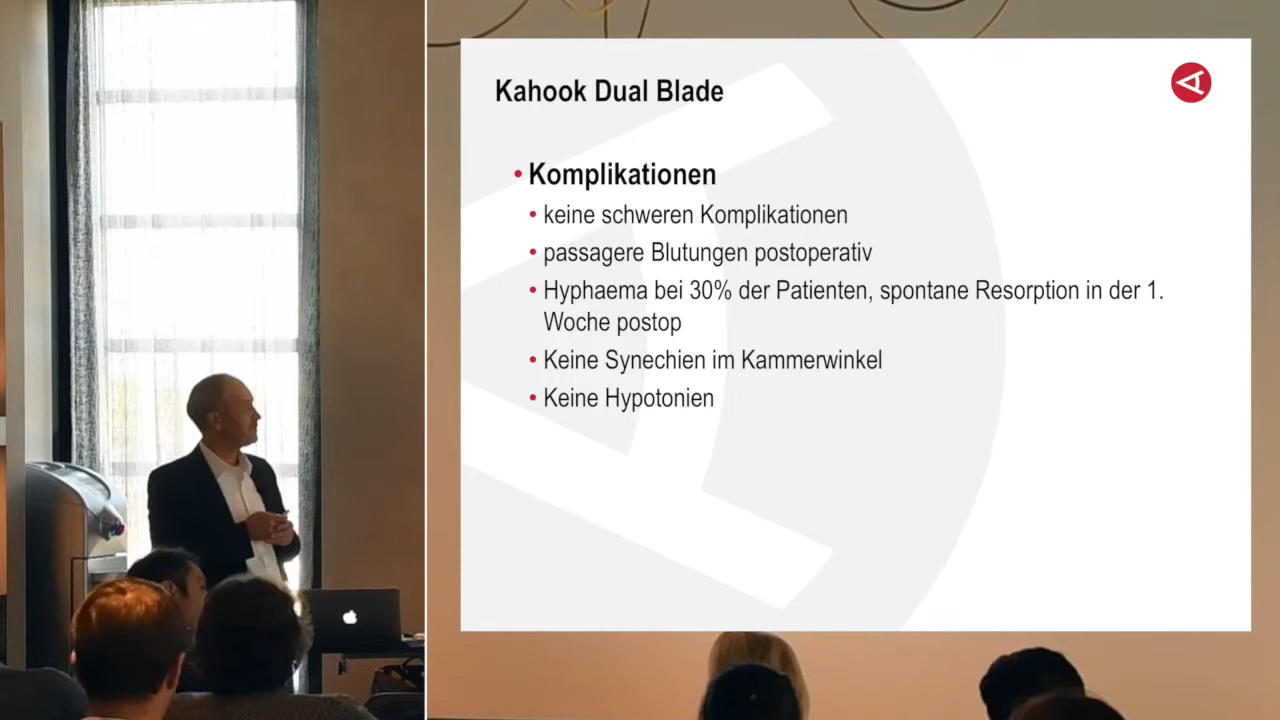 Kahook Dual Blade
• Komplikationen
• keine schweren Komplikationen
• passagere Blutungen postoperativ
• Hyphaema bei 30% der Patienten, spontane Resorption in der 1.
Woche postop
• Keine Synechien im Kammerwinkel
• Keine Hypotonien